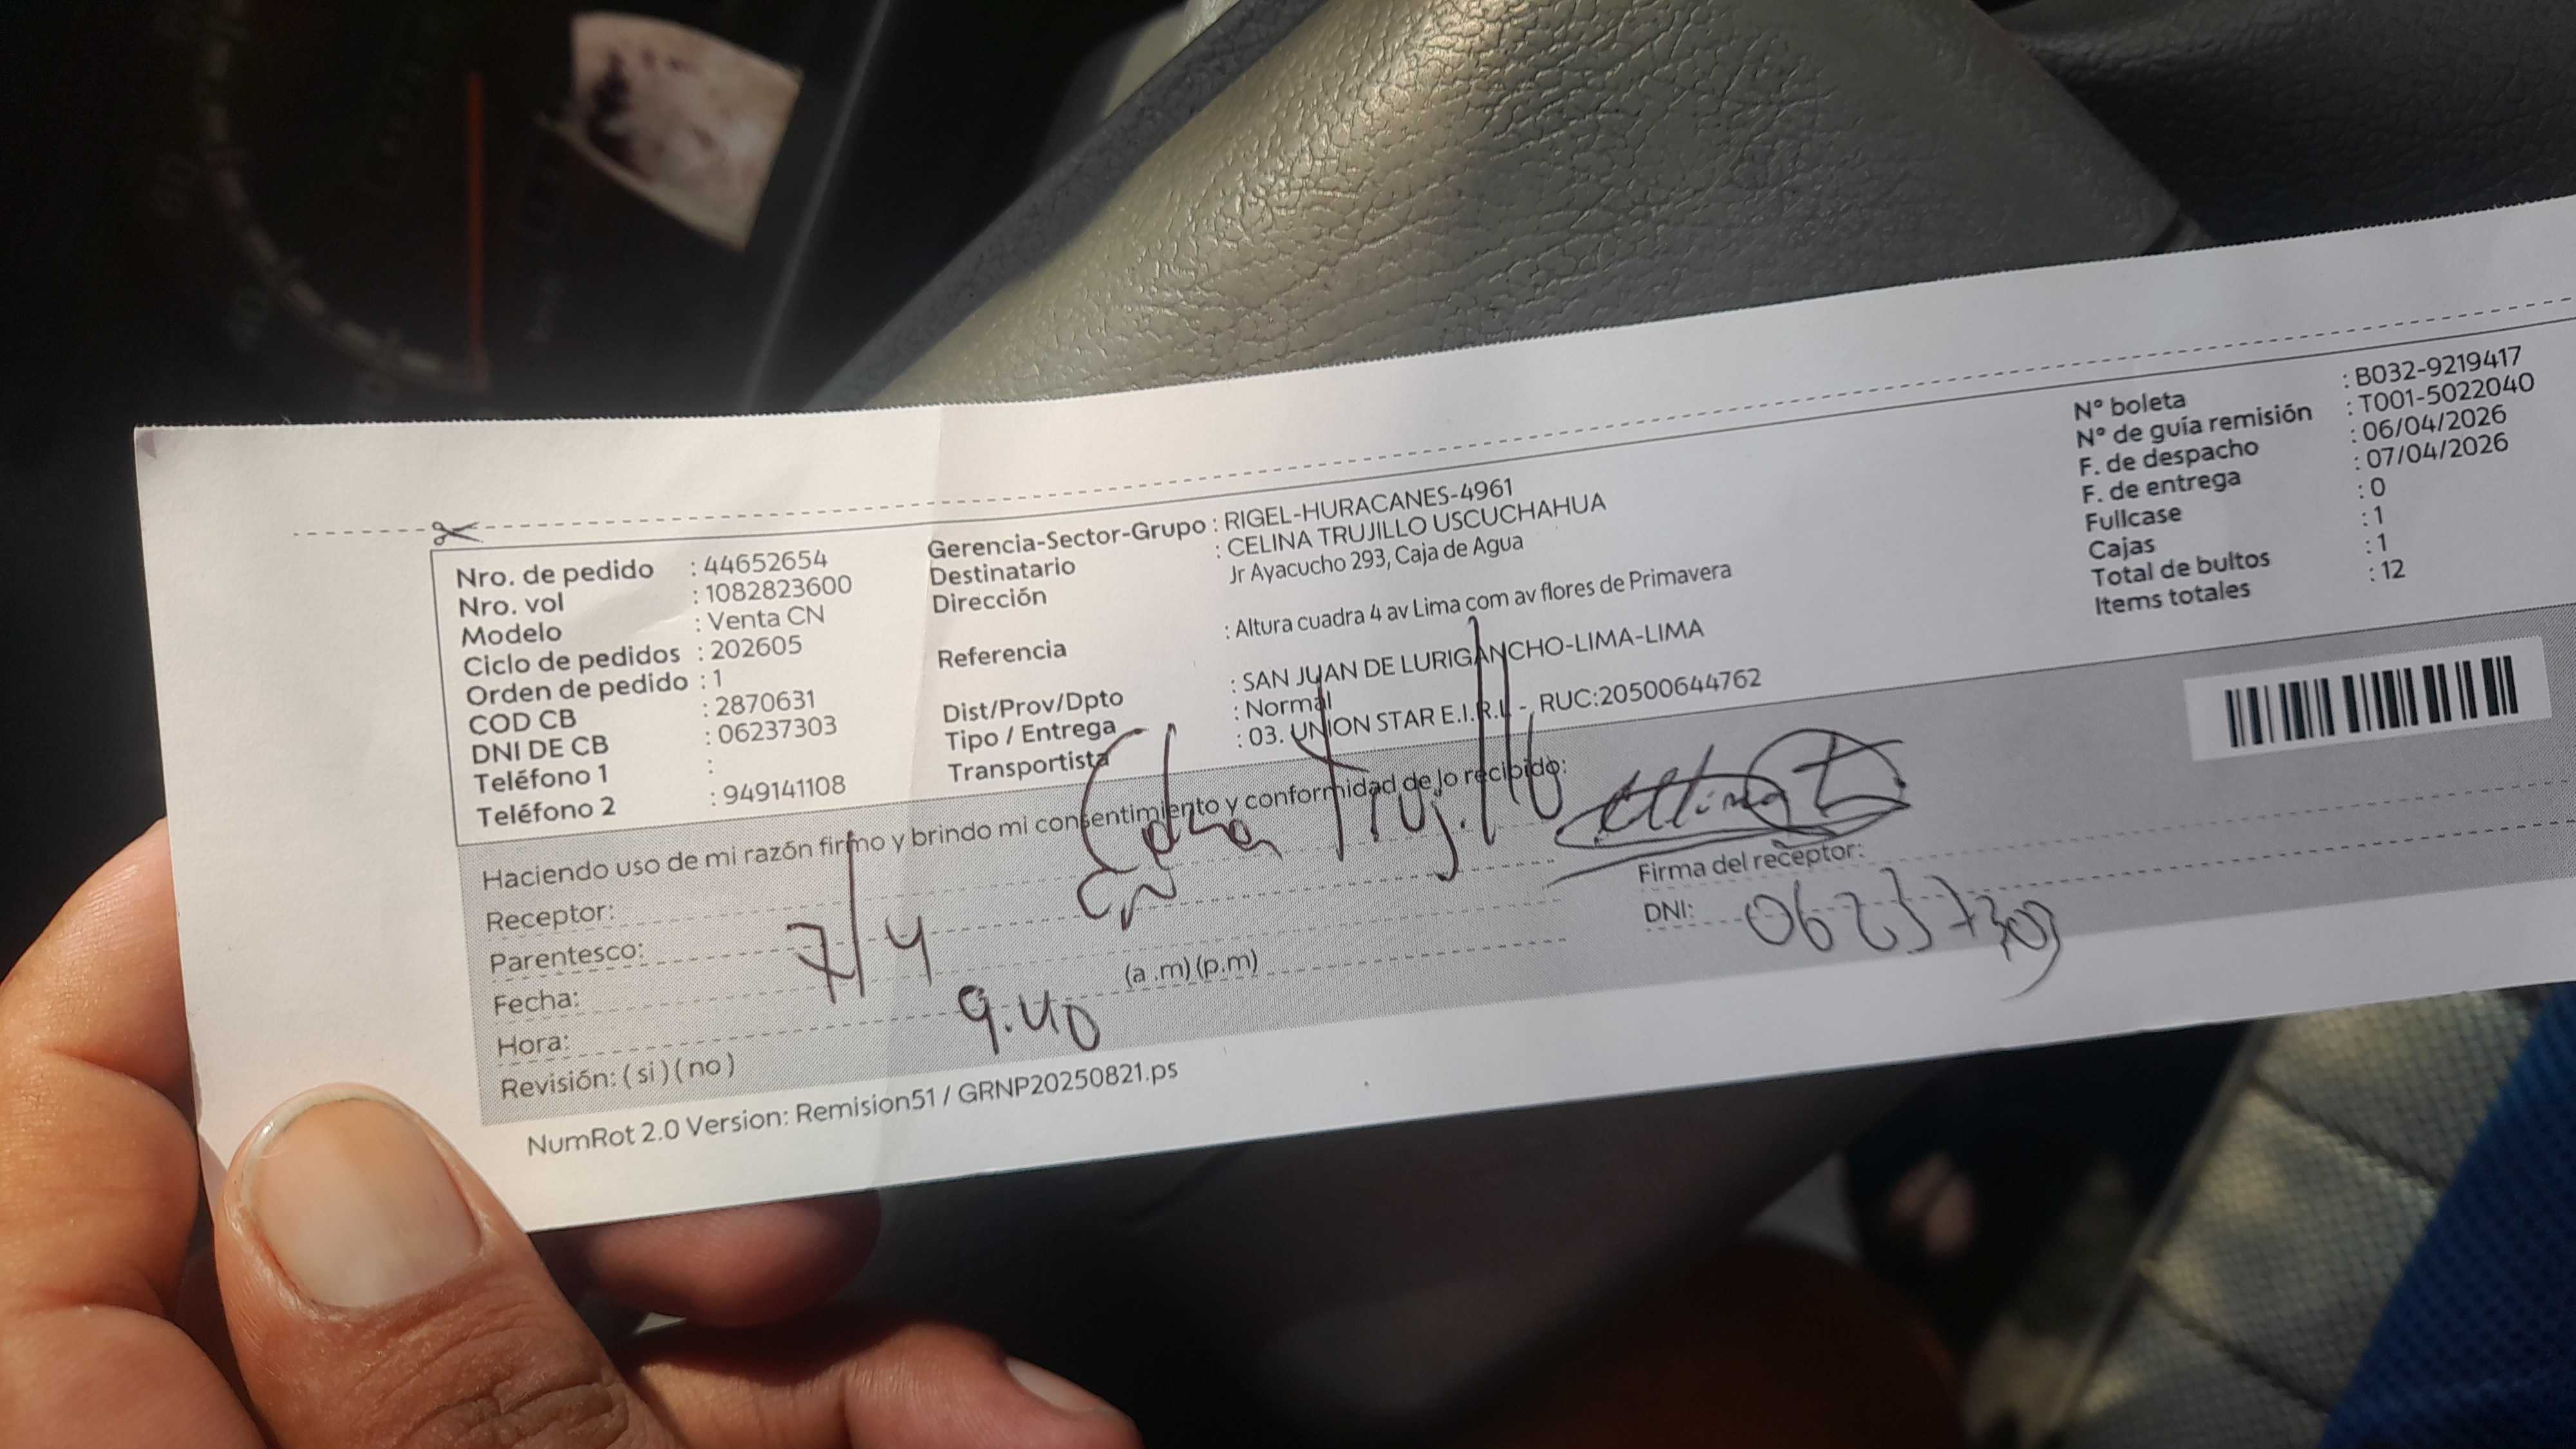 Nro. de pedido : 44652654
Nro. vol : 1082823600
Modelo : Venta CN
Ciclo de pedidos : 202605
Orden de pedido : 1
COD CB : 2870631
DNI DE CB : 06237303
Teléfono 1 :
Teléfono 2 : 949141108
Gerencia-Sector-Grupo : RIGEL-HURACANES-4961
Destinatario : CELINA TRUJILLO USCUCHAHUA
Dirección Jr Ayacucho 293, Caja de Agua
Referencia : Altura cuadra 4 av Lima com av flores de Primavera
Dist/Prov/Dpto : SAN JUAN DE LURIGANCHO-LIMA-LIMA
Tipo / Entrega : Normal
Transportista : 03. UNION STAR E.I.R.L - RUC:20500644762
N° boleta : B032-9219417
N° de guía remisión : T001-5022040
F. de despacho : 06/04/2026
F. de entrega : 07/04/2026
Fullcase : 0
Cajas : 1
Total de bultos : 1
Items totales : 12
Haciendo uso de mi razón firmo y brindo mi consentimiento y conformidad de lo recibido:
Receptor: Trujillo
Parentesco: CN
Fecha: 7/4
Hora: 9:40 (a .m) (p.m)
Revisión: ( si ) ( no )
Firma del receptor:
DNI: 06237303
NumRot 2.0 Version: Remision51 / GRNP20250821.ps